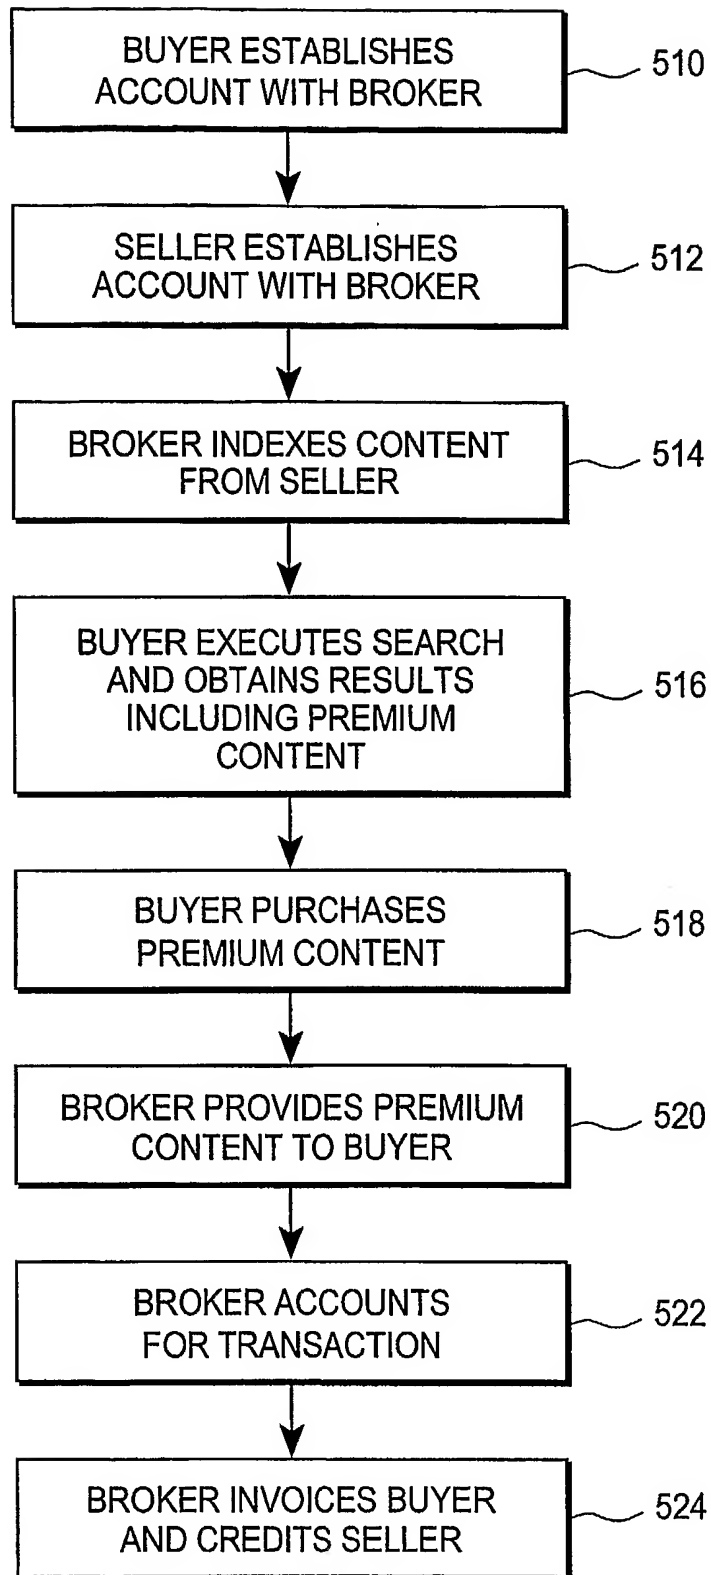 BUYER ESTABLISHES
ACCOUNT WITH BROKER
510
SELLER ESTABLISHES
ACCOUNT WITH BROKER
512
BROKER INDEXES CONTENT
FROM SELLER
514
BUYER EXECUTES SEARCH
AND OBTAINS RESULTS
INCLUDING PREMIUM
CONTENT
516
BUYER PURCHASES
PREMIUM CONTENT
518
BROKER PROVIDES PREMIUM
CONTENT TO BUYER
520
BROKER ACCOUNTS
FOR TRANSACTION
522
BROKER INVOICES BUYER
AND CREDITS SELLER
524